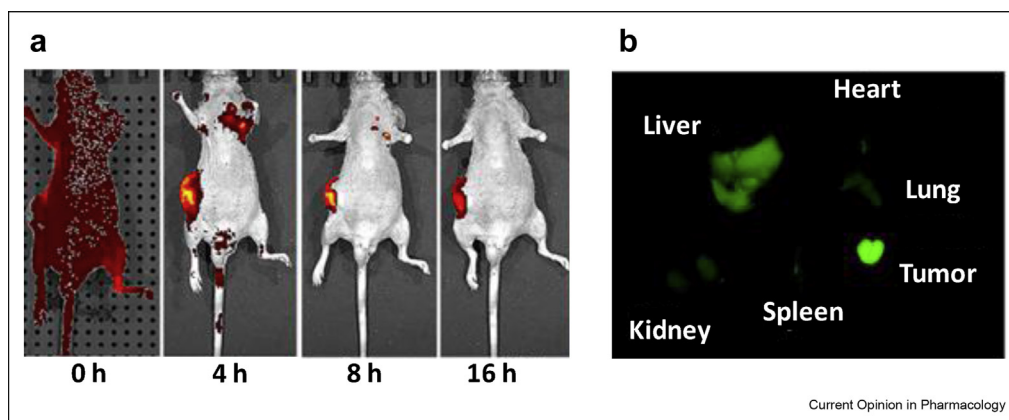 a
b
0 h
4 h
8 h
16 h
Heart
Liver
Lung
Tumor
Spleen
Kidney
Current Opinion in Pharmacology